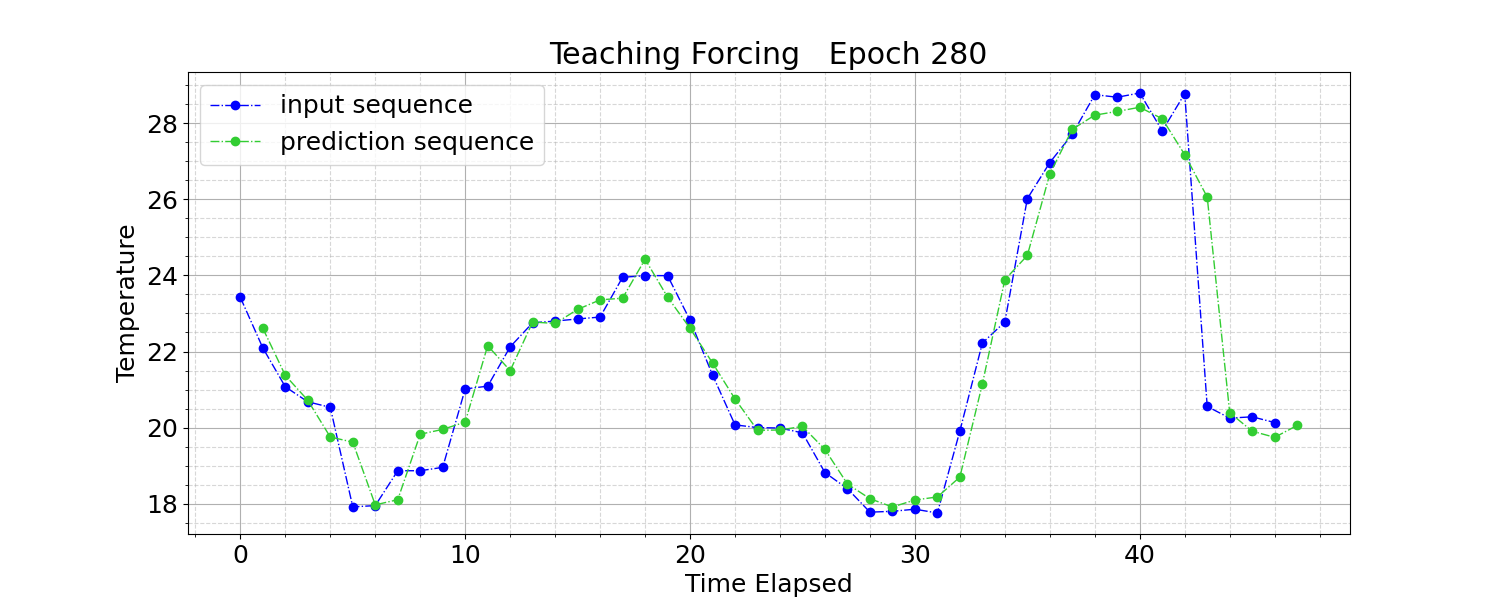 Teaching Forcing   Epoch 280
input sequence
prediction sequence
28
26
24
22
20
18
Temperature
0 10 20 30 40
Time Elapsed